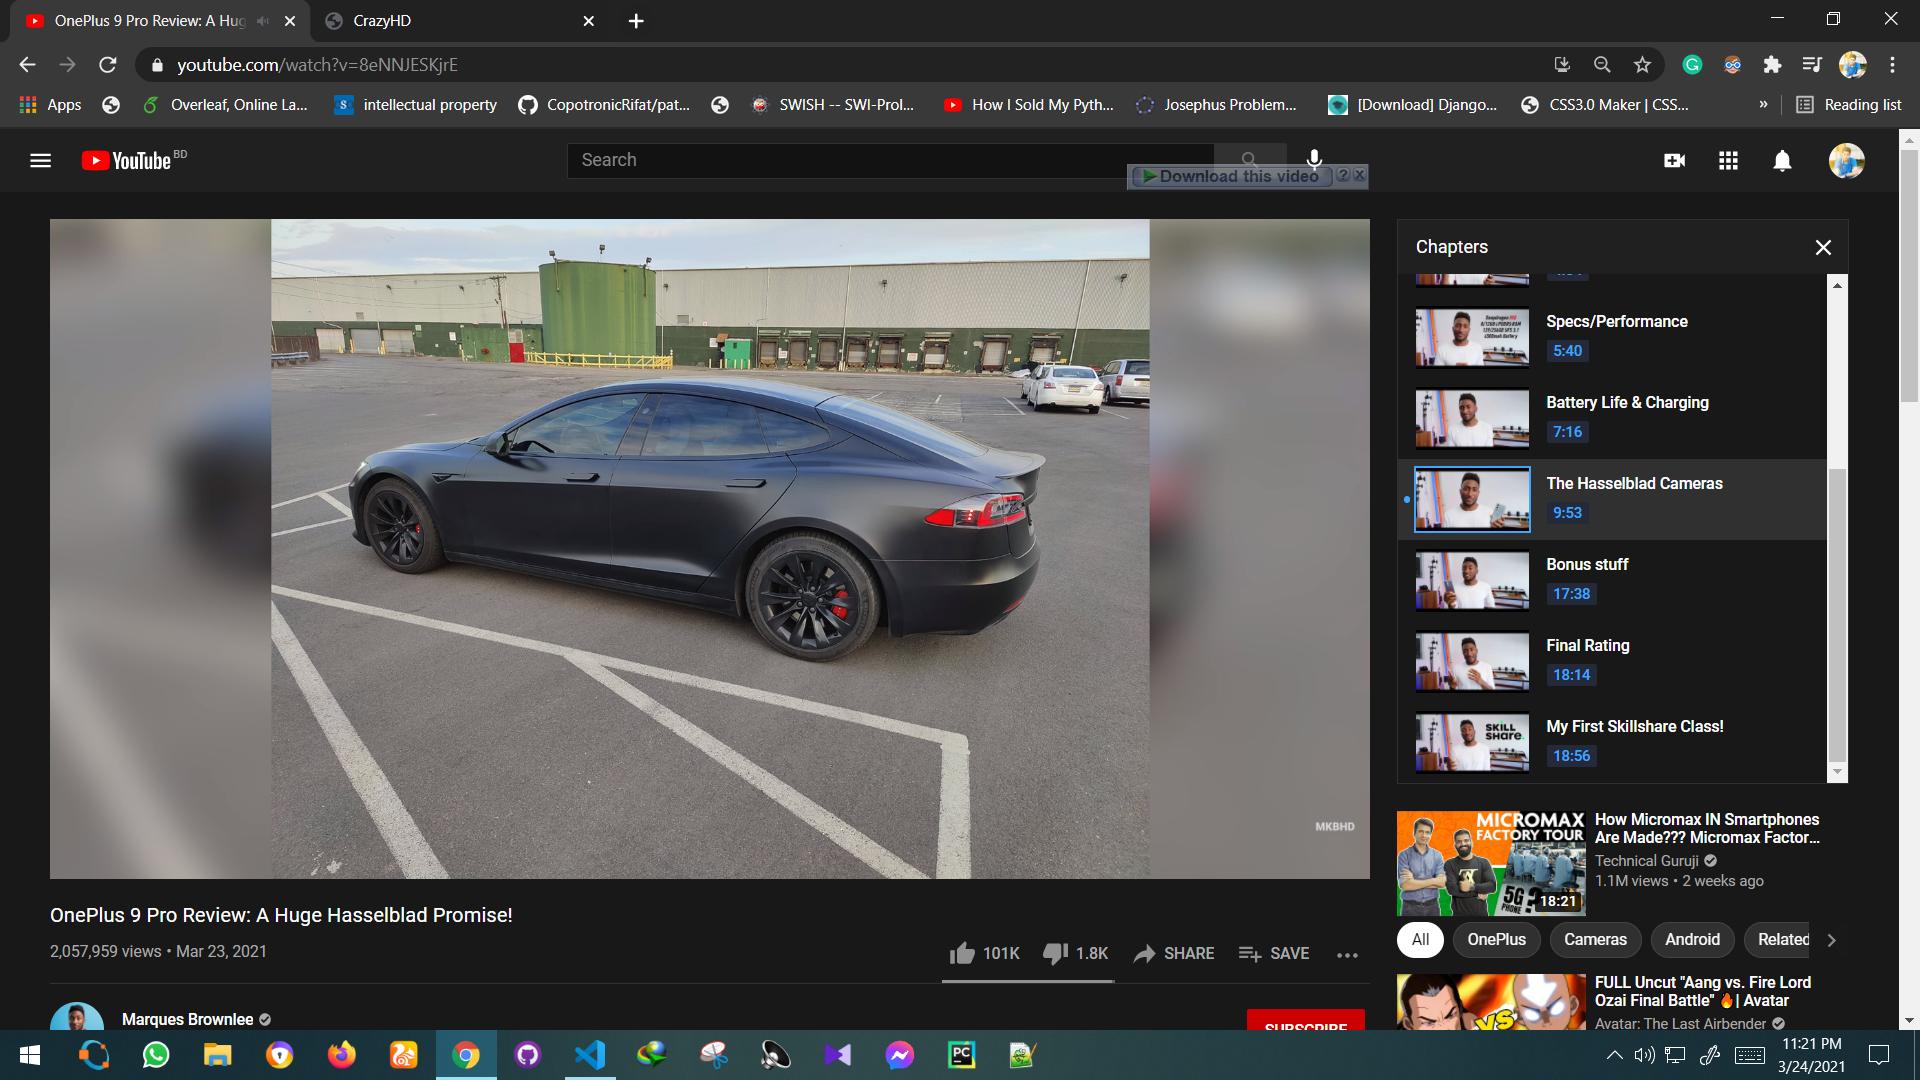 OnePlus 9 Pro Review: A Hug
CrazyHD
youtube.com/watch?v=8eNNJESKjrE
Apps
Overleaf, Online La...
S
intellectual property
CopotronicRifat/pat...
SWISH -- SWI-Prol...
How I Sold My Pyth...
Josephus Problem...
[Download] Django...
CSS3.0 Maker | CSS...
»
Reading list
YouTube BD
Search
Download this video ? X
Chapters
Specs/Performance
5:40
Battery Life & Charging
7:16
The Hasselblad Cameras
9:53
Bonus stuff
17:38
Final Rating
18:14
SKILL
SHARE.
My First Skillshare Class!
18:56
MKBHD
OnePlus 9 Pro Review: A Huge Hasselblad Promise!
2,057,959 views • Mar 23, 2021
101K
1.8K
SHARE
SAVE
Marques Brownlee
SUBSCRIBE
MICROMAX
FACTORY TOUR
5G ?
PHONE
18:21
How Micromax IN Smartphones
Are Made??? Micromax Factor...
Technical Guruji
1.1M views • 2 weeks ago
All
OnePlus
Cameras
Android
Related
VS
FULL Uncut "Aang vs. Fire Lord
Ozai Final Battle" 🔥| Avatar
Avatar: The Last Airbender
PC
11:21 PM
3/24/2021